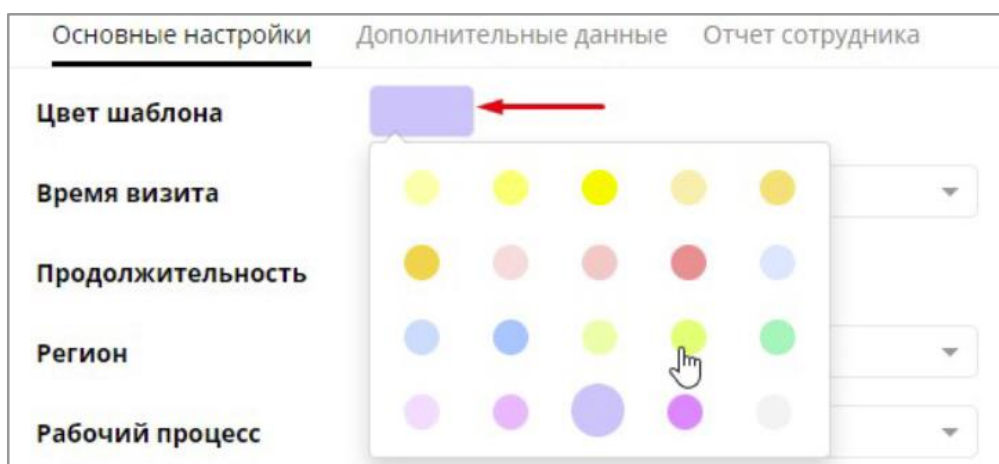 Основные настройки Дополнительные данные Отчет сотрудника
Цвет шаблона
Время визита
Продолжительность
Регион
Рабочий процесс